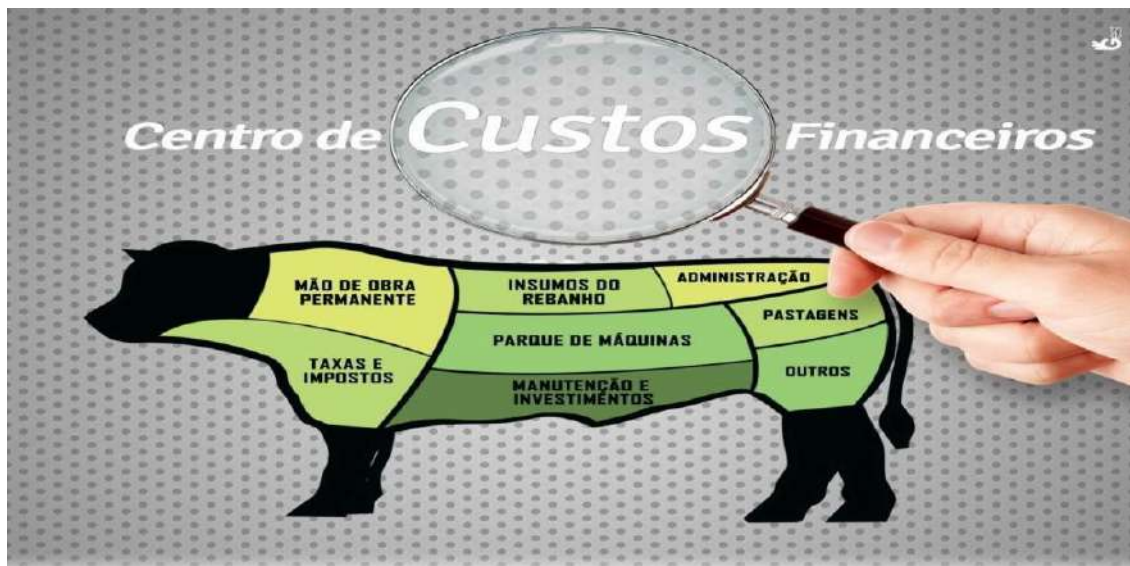 Centro de Custos Financeiros
MÃO DE OBRA
PERMANENTE
INSUMOS DO
REBANHO
ADMINISTRAÇÃO
PASTAGENS
PARQUE DE MÁQUINAS
TAXAS E
IMPOSTOS
OUTROS
MANUTENÇÃO E
INVESTIMENTOS